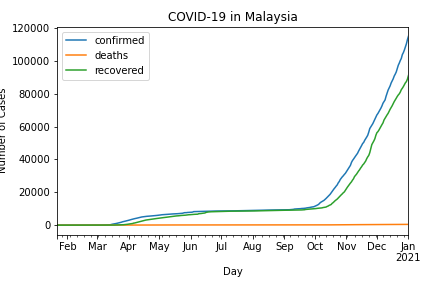 COVID-19 in Malaysia
120000
100000
80000
60000
40000
20000
0
Number of Cases
confirmed
deaths
recovered
Feb Mar Apr May Jun Jul Aug Sep Oct Nov Dec Jan
2021
Day